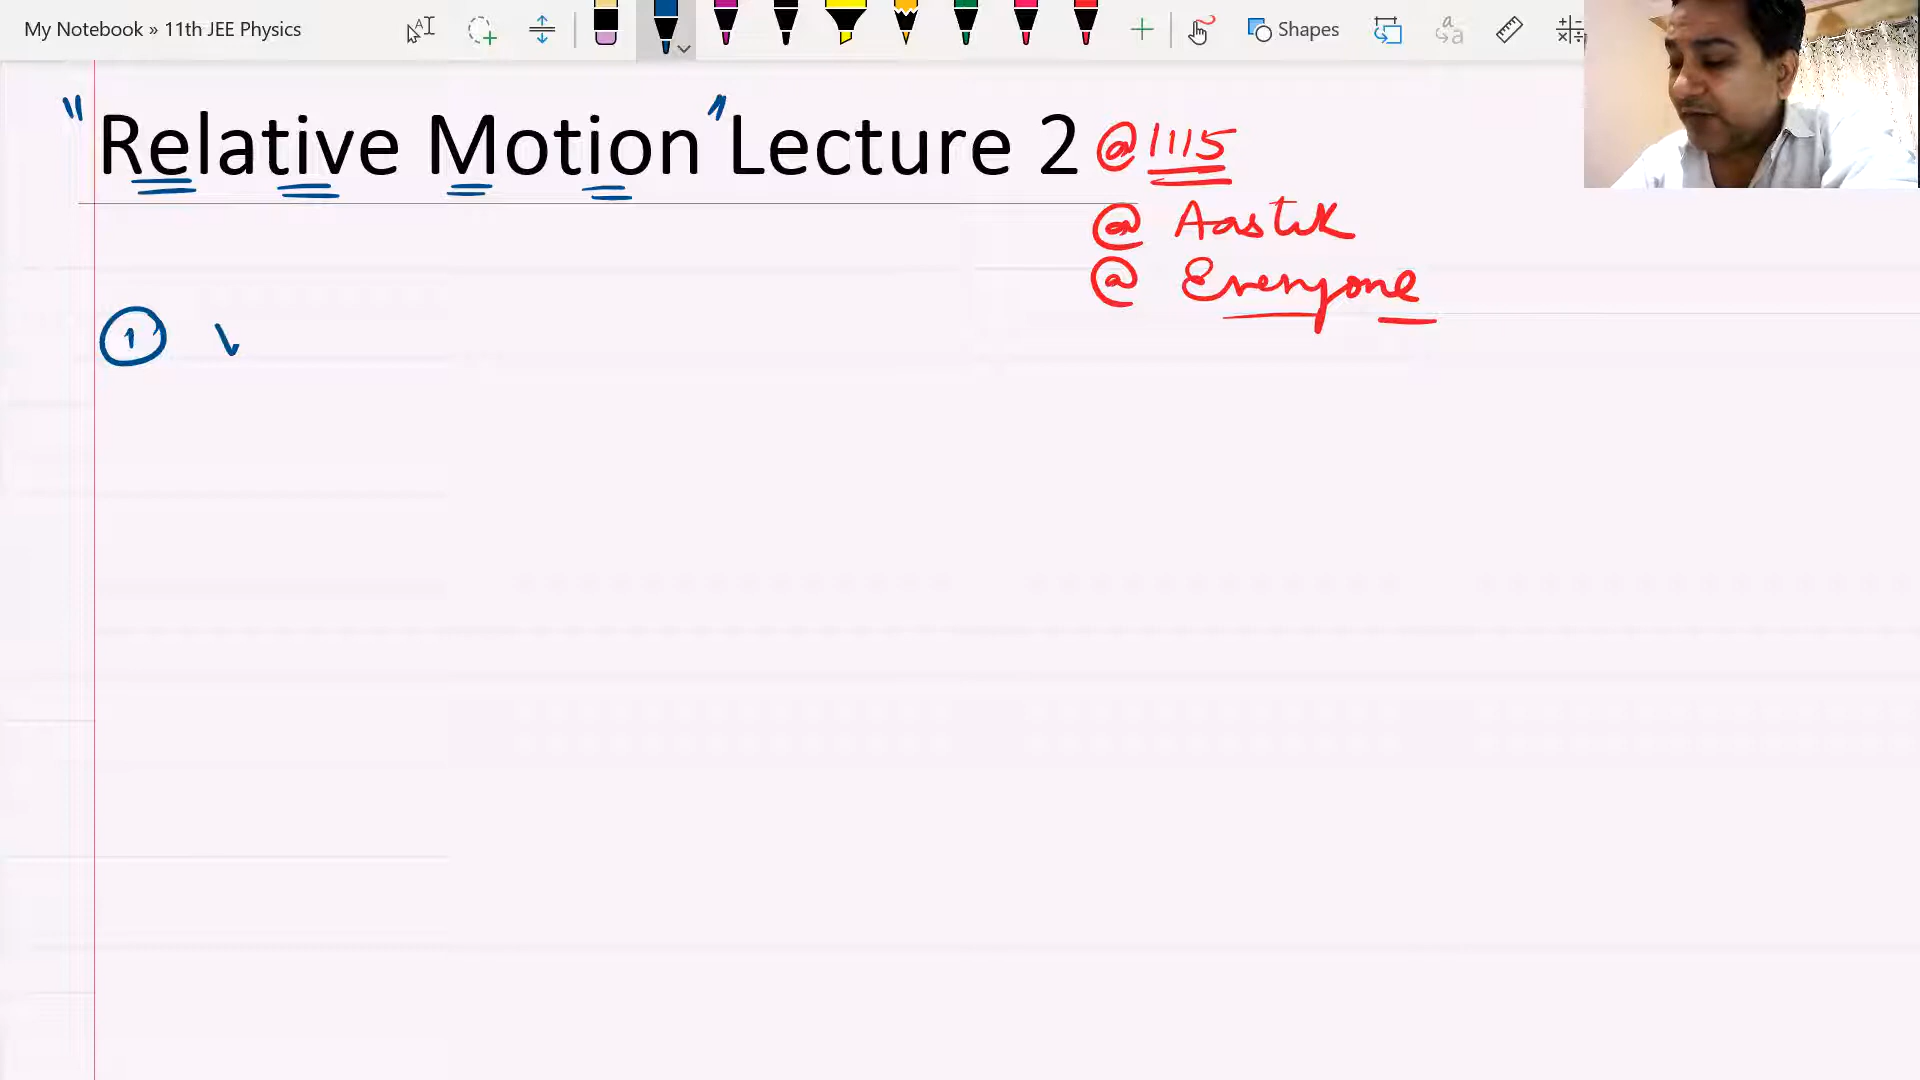 My Notebook » 11th JEE Physics
Shapes
"Relative Motion" Lecture 2 @1115
@ Aastik
@ Everyone
1